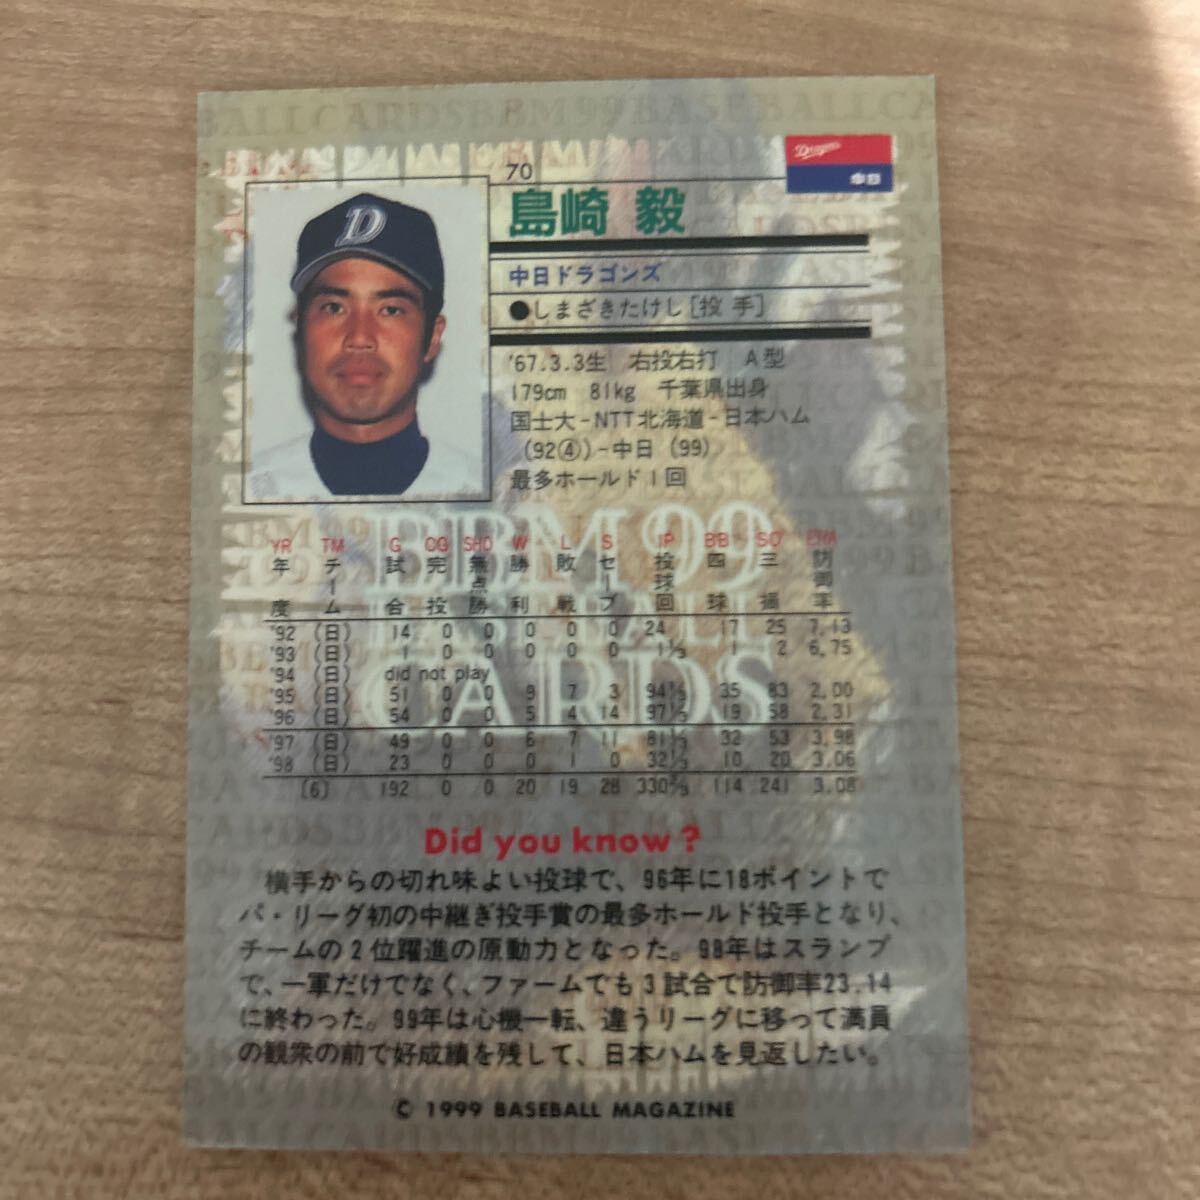 70
Dragons
中日
島崎 毅
中日ドラゴンズ
●しまざきたけし[投 手]
'67.3.3生 右投右打 A型
179cm 81kg 千葉県出身
国士大-NTT北海道-日本ハム
(92④)-中日 (99)
最多ホールド1回
BBM 99
BASEBALL
CARDS
YR TM G CG SHO W L S IP BB SO ERA
年度 チーム 試合 完投 無点勝 勝利 敗戦 セーブ 投球回 四球 三振 防御率
'92 (日) 14 0 0 0 0 0 24 17 25 7.13
'93 (日) 1 0 0 0 0 0 1⅓ 1 2 6.75
'94 (日) did not play
'95 (日) 51 0 0 9 7 3 94⅓ 35 83 2.00
'96 (日) 54 0 0 5 4 14 97⅓ 19 58 2.31
'97 (日) 49 0 0 6 7 11 81⅓ 32 53 3.98
'98 (日) 23 0 0 0 1 0 32⅓ 10 20 3.06
(6) 192 0 0 20 19 28 330⅔ 114 241 3.08
Did you know?
横手からの切れ味よい投球で、96年に18ポイントで
パ・リーグ初の中継ぎ投手賞の最多ホールド投手となり、
チームの2位躍進の原動力となった。98年はスランプ
で、一軍だけでなく、ファームでも3試合で防御率23.14
に終わった。99年は心機一転、違うリーグに移って満員
の観衆の前で好成績を残して、日本ハムを見返したい。
© 1999 BASEBALL MAGAZINE